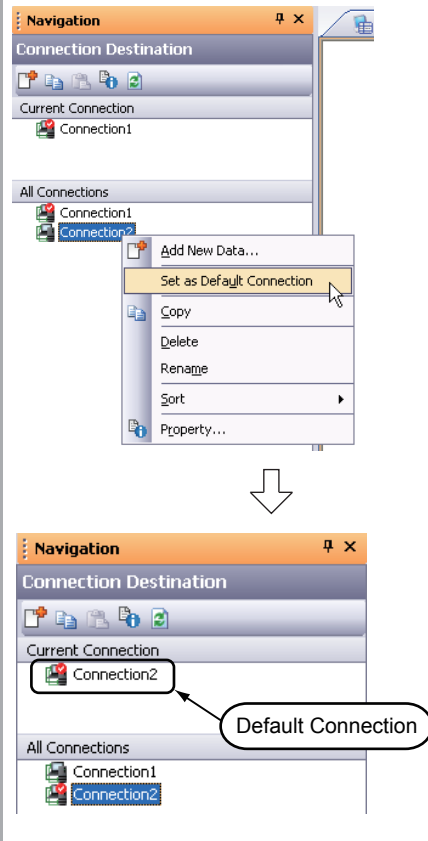 Navigation
Connection Destination
Current Connection
Connection1
All Connections
Connection1
Connection2
Add New Data...
Set as Default Connection
Copy
Delete
Rename
Sort
Property...
Navigation
Connection Destination
Current Connection
Connection2
Default Connection
All Connections
Connection1
Connection2